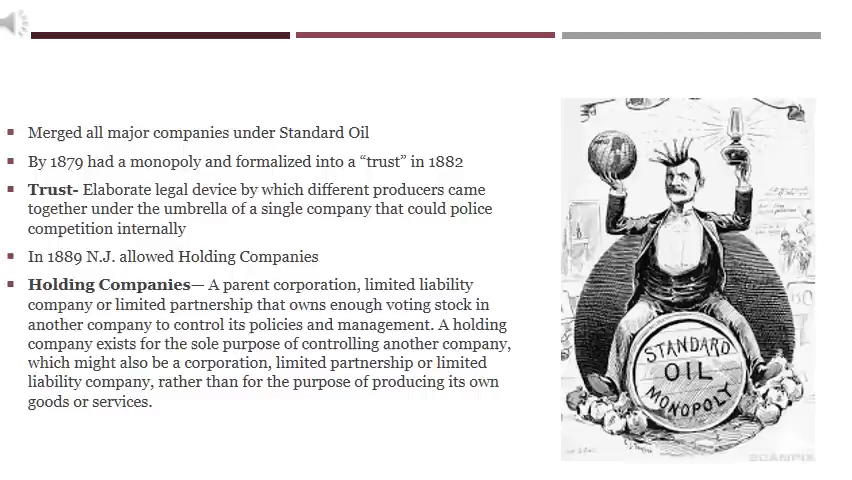 Merged all major companies under Standard Oil
By 1879 had a monopoly and formalized into a “trust” in 1882
Trust- Elaborate legal device by which different producers came
together under the umbrella of a single company that could police
competition internally
In 1889 N.J. allowed Holding Companies
Holding Companies— A parent corporation, limited liability
company or limited partnership that owns enough voting stock in
another company to control its policies and management. A holding
company exists for the sole purpose of controlling another company,
which might also be a corporation, limited partnership or limited
liability company, rather than for the purpose of producing its own
goods or services.
STANDARD
OIL
MONOPOLY
SCANPIX